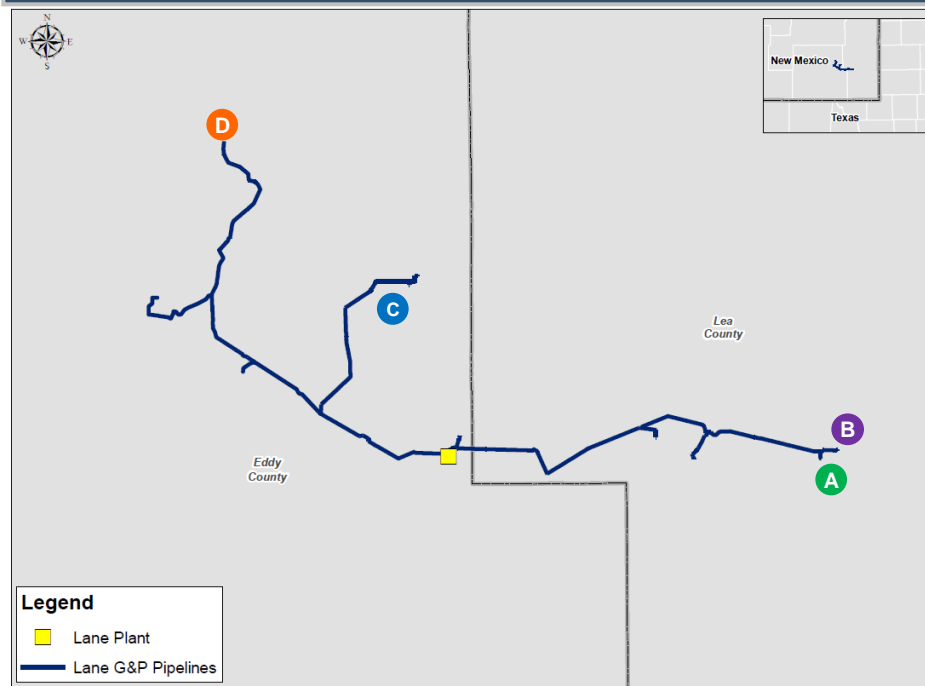 N
W E
S
New Mexico
Texas
D
C
Lea
County
B
A
Eddy
County
Legend
Lane Plant
Lane G&P Pipelines